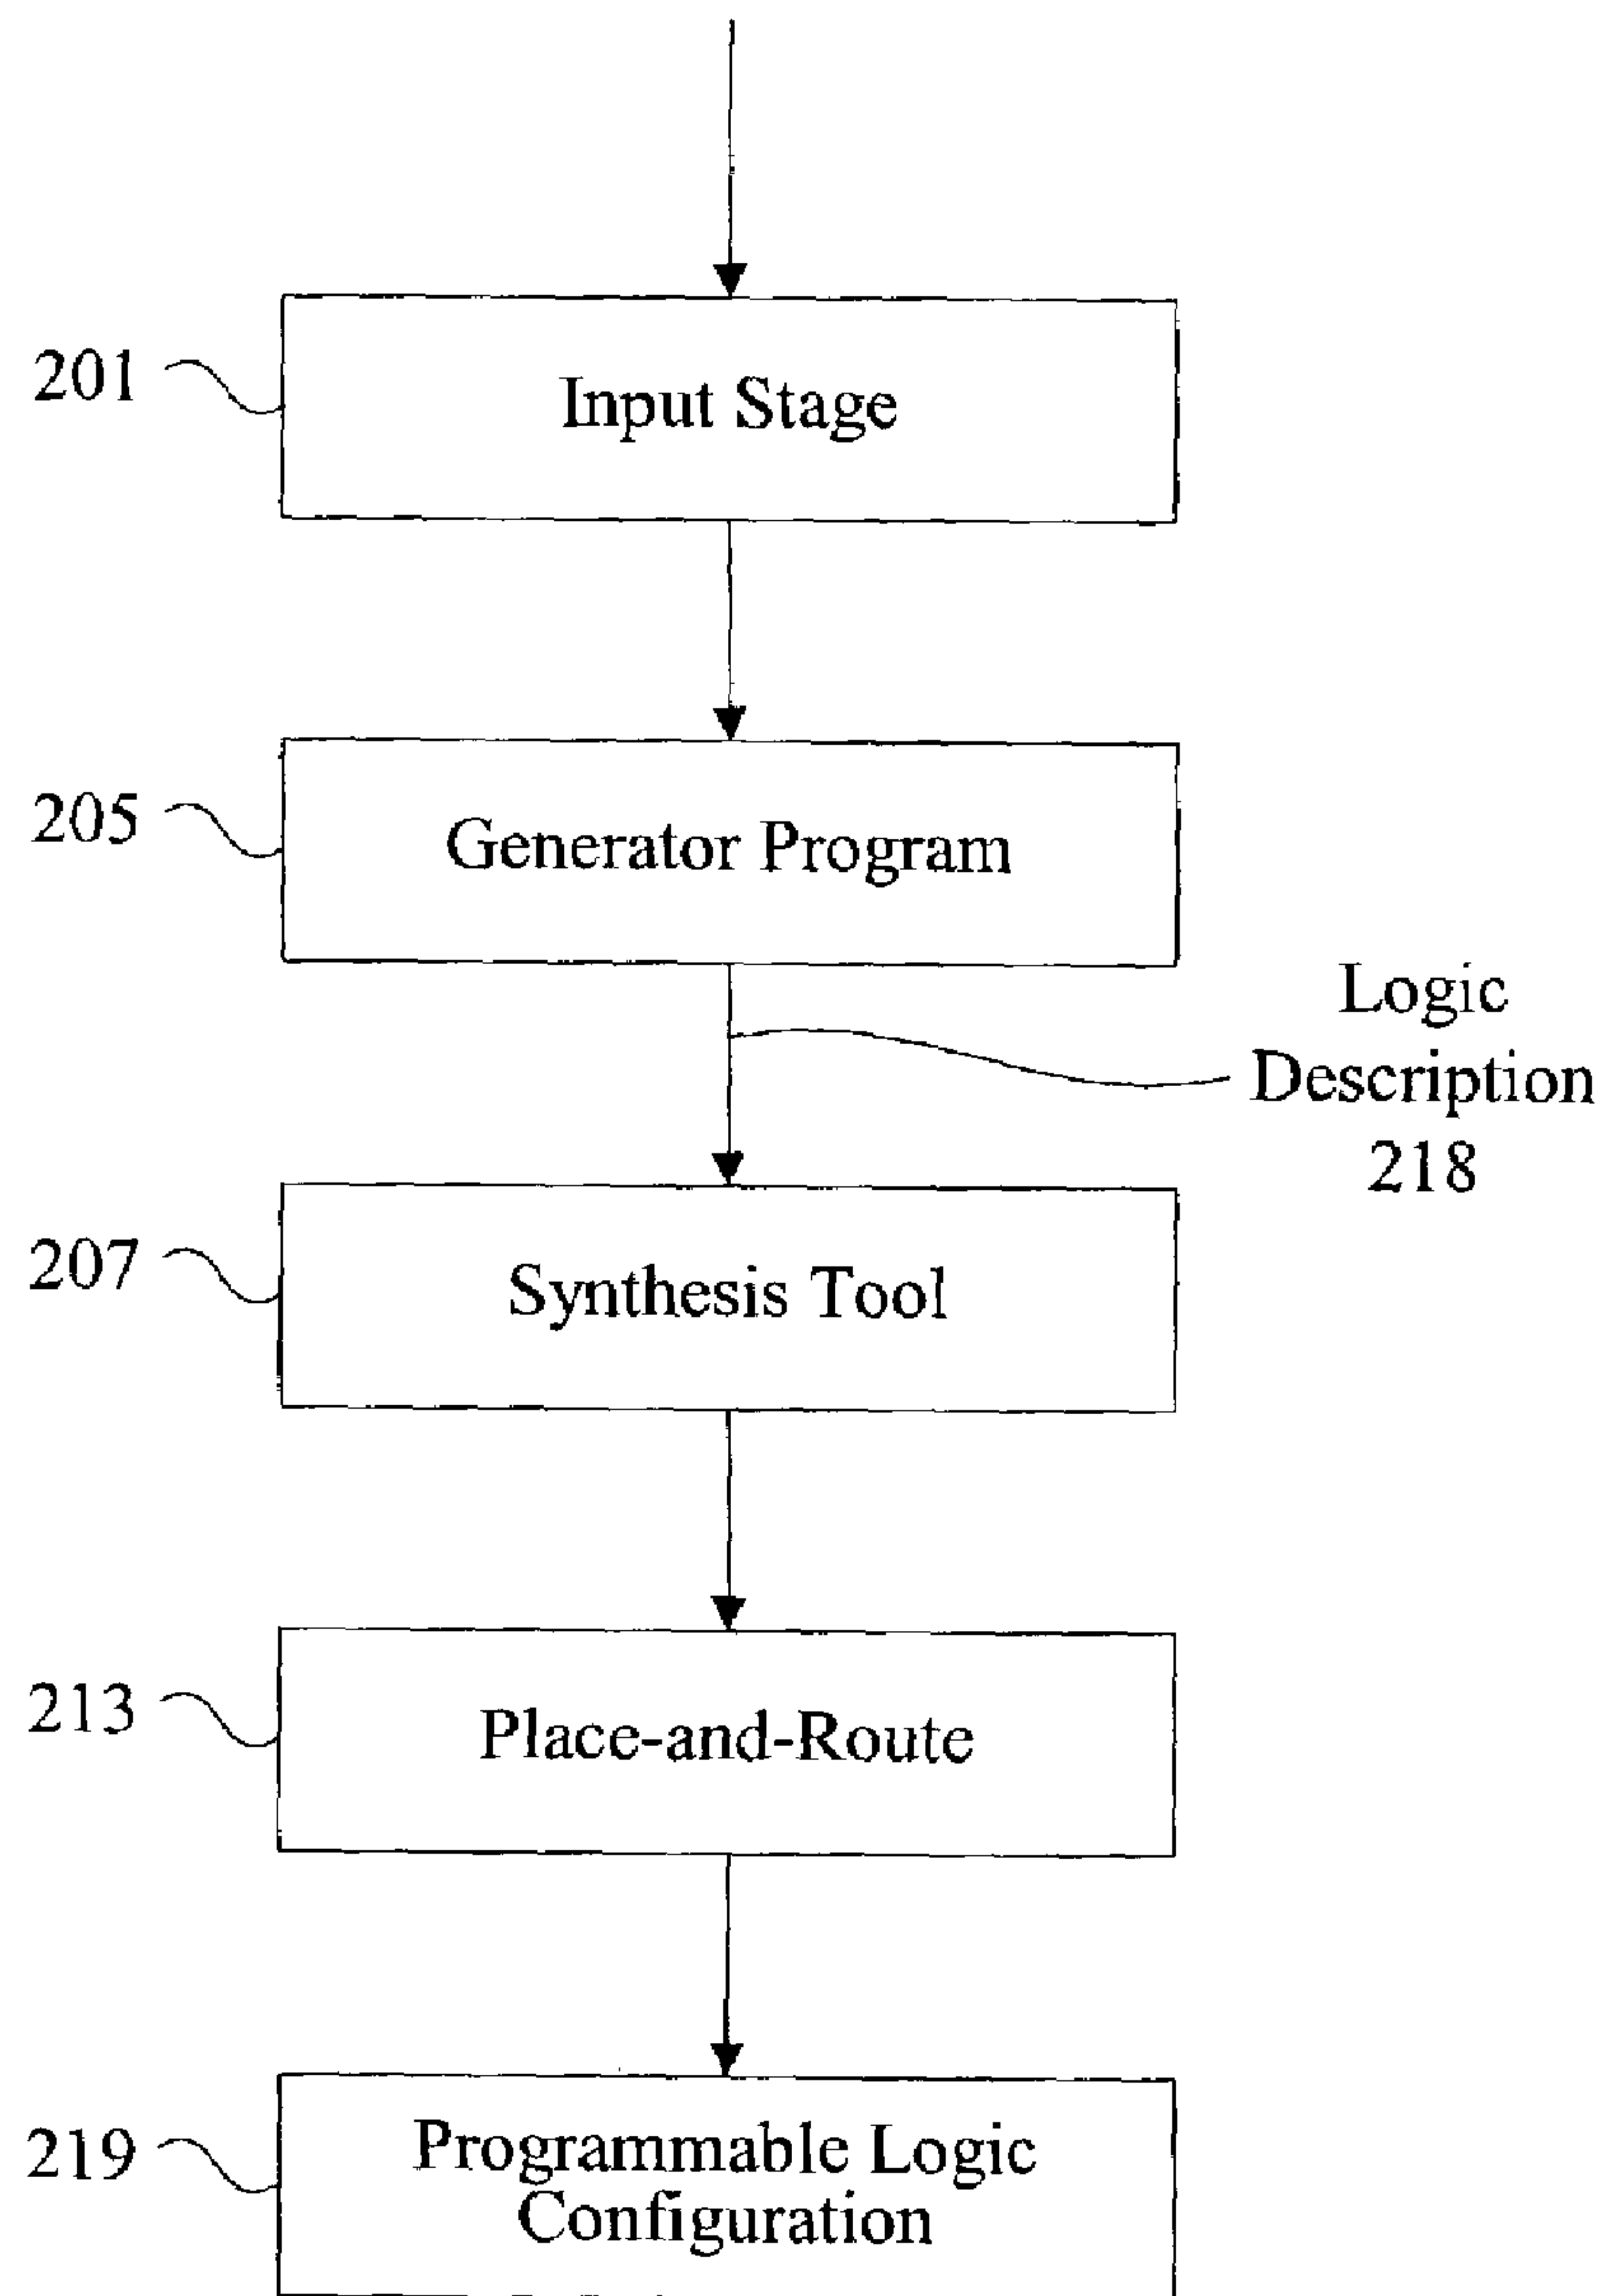 201
Input Stage
205
Generator Program
Logic
Description
218
207
Synthesis Tool
213
Place-and-Route
219
Programmable Logic
Configuration